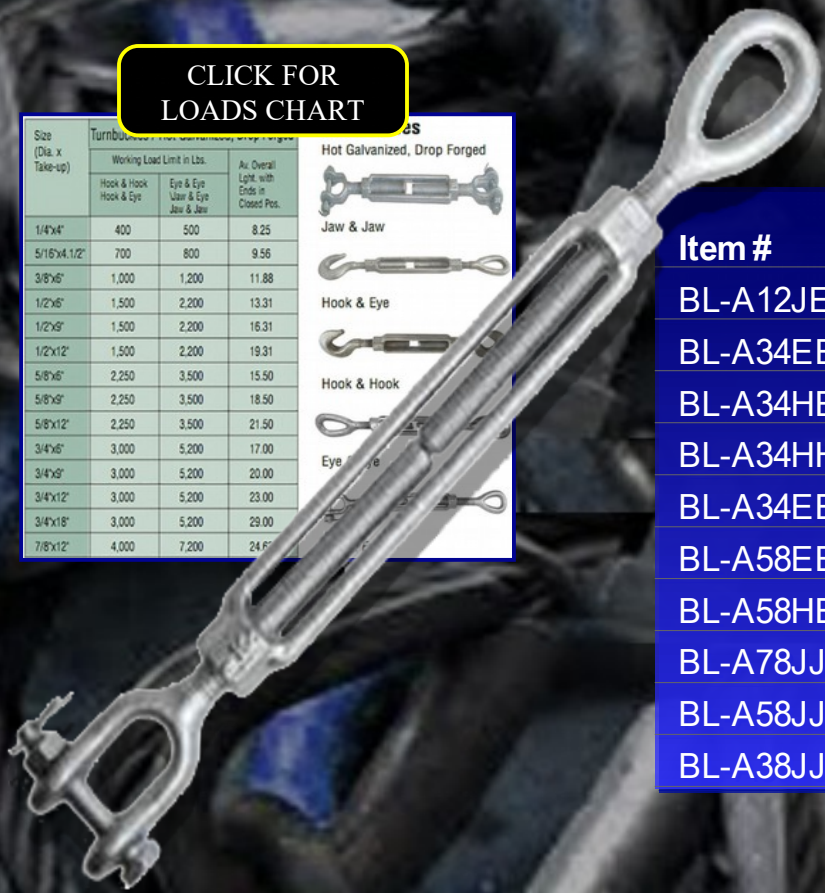 CLICK FOR
LOADS CHART
Size
(Dia. x
Take-up)
Working Load Limit in Lbs.
Hook & Hook
Hook & Eye
Eye & Eye
Jaw & Eye
Jaw & Jaw
Av. Overall
Lght. with
Ends in
Closed Pos.
1/4"x4" 400 500 8.25
5/16"x4.1/2" 700 800 9.56
3/8"x6" 1,000 1,200 11.88
1/2"x6" 1,500 2,200 13.31
1/2"x9" 1,500 2,200 16.31
1/2"x12" 1,500 2,200 19.31
5/8"x6" 2,250 3,500 15.50
5/8"x9" 2,250 3,500 18.50
5/8"x12" 2,250 3,500 21.50
3/4"x6" 3,000 5,200 17.00
3/4"x9" 3,000 5,200 20.00
3/4"x12" 3,000 5,200 23.00
3/4"x18" 3,000 5,200 29.00
7/8"x12" 4,000 7,200
Hot Galvanized, Drop Forged
Jaw & Jaw
Hook & Eye
Hook & Hook
Eye
Item #
BL-A12JE
BL-A34EE
BL-A34HE
BL-A34HH
BL-A34EE
BL-A58EE
BL-A58HE
BL-A78JJ
BL-A58JJ
BL-A38JJ